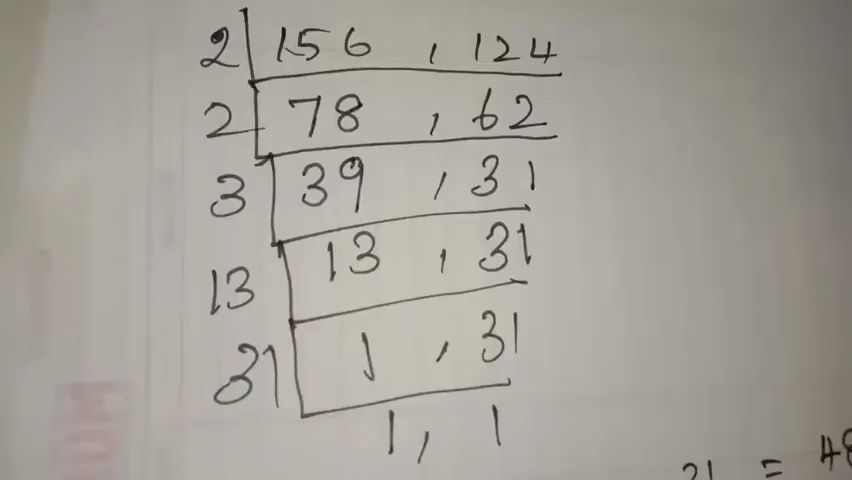 2 156 , 124
2 78 , 62
3 39 , 31
13 13 , 31
31 1 , 31
1 , 1
=